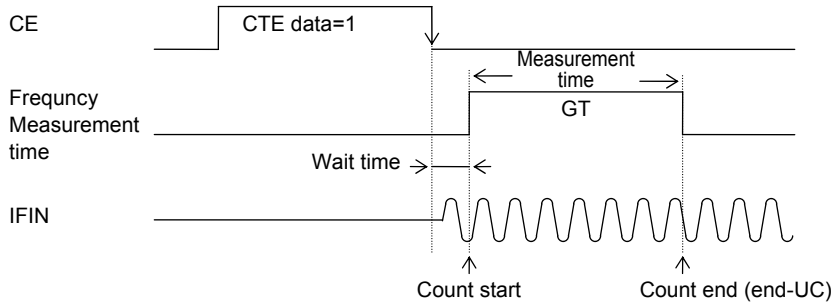 CE
CTE data=1
Measurement
time
Frequncy
Measurement
time
GT
Wait time
IFIN
Count start
Count end (end-UC)